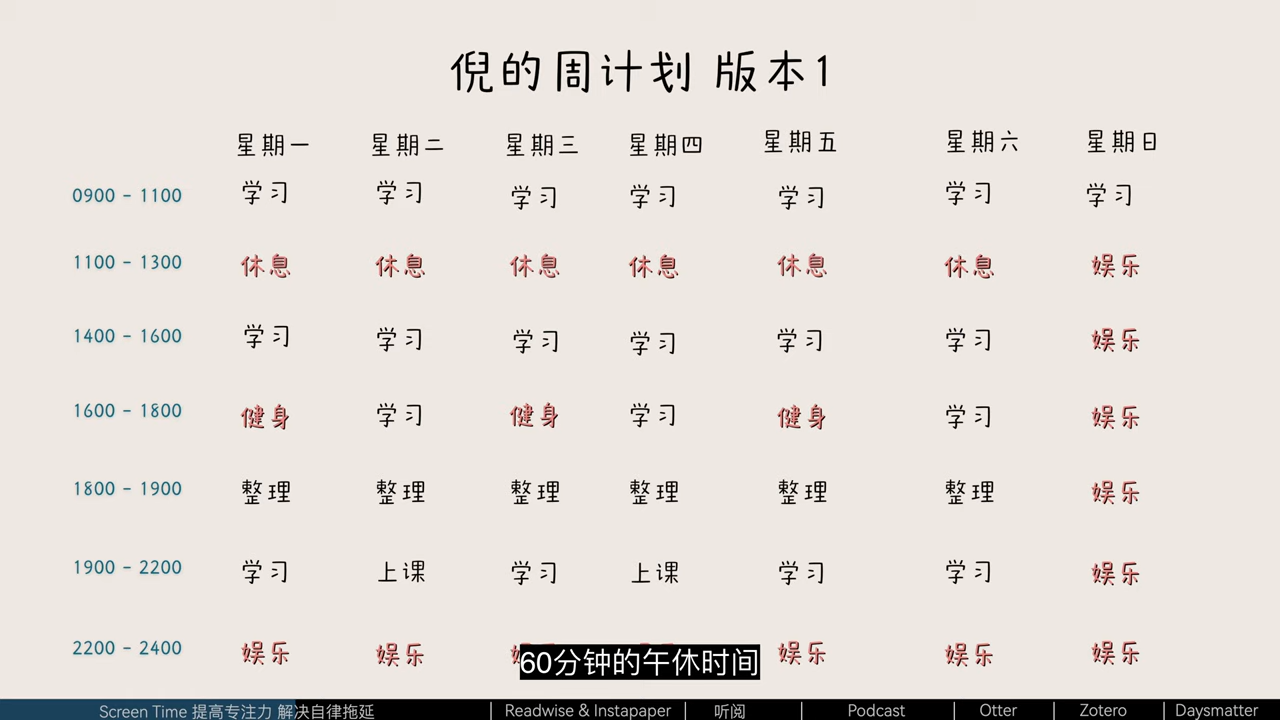 倪的周计划 版本1
星期一 星期二 星期三 星期四 星期五 星期六 星期日
0900 - 1100 学习 学习 学习 学习 学习 学习 学习
1100 - 1300 休息 休息 休息 休息 休息 休息 娱乐
1400 - 1600 学习 学习 学习 学习 学习 学习 娱乐
1600 - 1800 健身 学习 健身 学习 健身 学习 娱乐
1800 - 1900 整理 整理 整理 整理 整理 整理 娱乐
1900 - 2200 学习 上课 学习 上课 学习 学习 娱乐
2200 - 2400 娱乐 娱乐 娱乐 娱乐 娱乐
60分钟的午休时间
Screen Time 提高专注力 解决自律拖延 Readwise & Instapaper 听阅 Podcast Otter Zotero Daysmatter